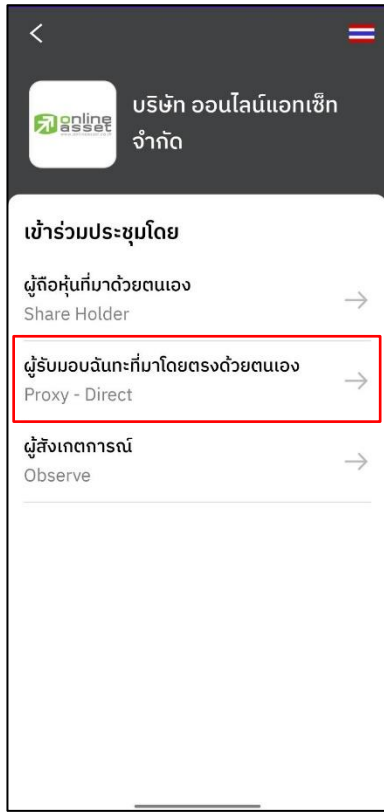 online
asset
บริษัท ออนไลน์แอทเซ็ท
จำกัด
เข้าร่วมประชุมโดย
ผู้ถือหุ้นที่มาด้วยตนเอง
Share Holder
ผู้รับมอบฉันทะที่มาโดยตรงด้วยตนเอง
Proxy - Direct
ผู้สังเกตการณ์
Observe